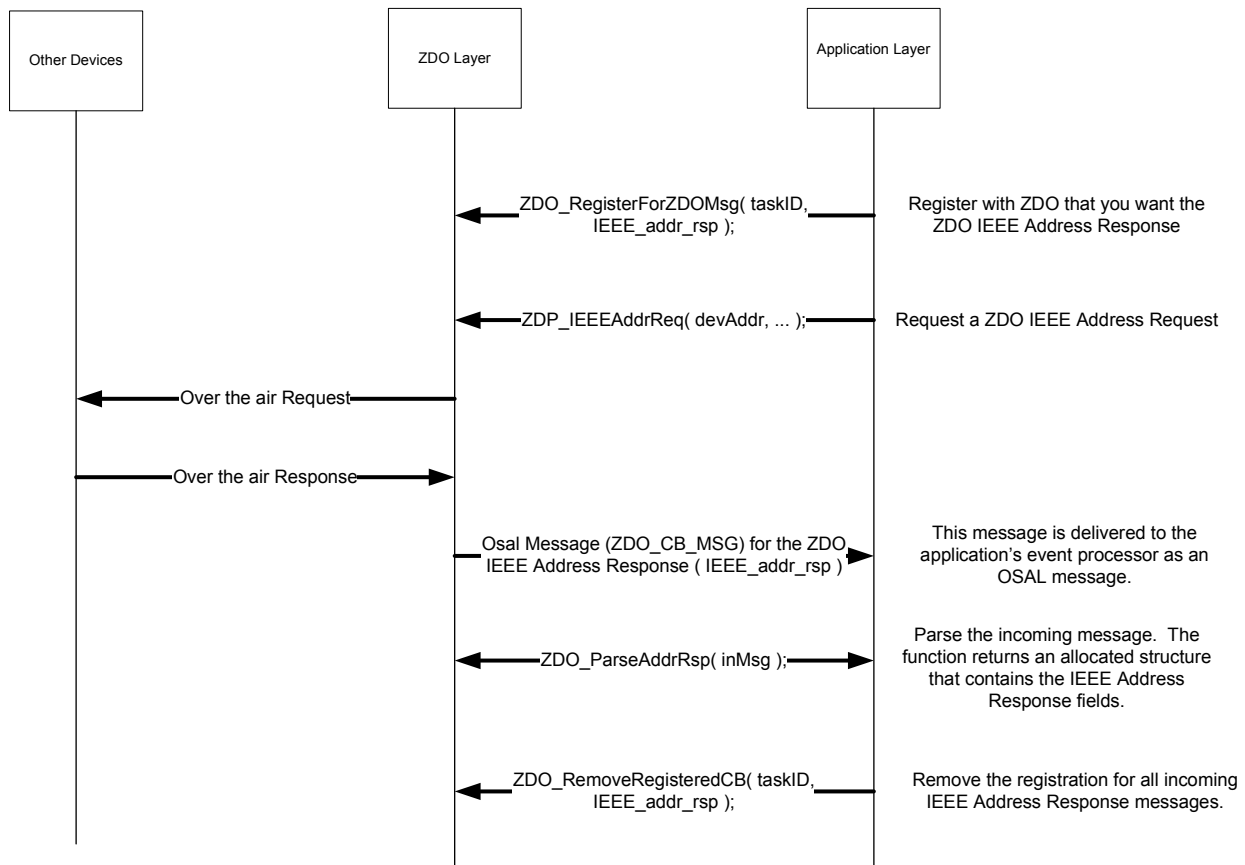 Other Devices
ZDO Layer
Application Layer
ZDO_RegisterForZDOMsg( taskID,
IEEE_addr_rsp );
Register with ZDO that you want the
ZDO IEEE Address Response
ZDP_IEEEAddrReq( devAddr, ... );
Request a ZDO IEEE Address Request
Over the air Request
Over the air Response
Osal Message (ZDO_CB_MSG) for the ZDO
IEEE Address Response ( IEEE_addr_rsp )
This message is delivered to the
application’s event processor as an
OSAL message.
ZDO_ParseAddrRsp( inMsg );
Parse the incoming message.  The
function returns an allocated structure
that contains the IEEE Address
Response fields.
ZDO_RemoveRegisteredCB( taskID,
IEEE_addr_rsp );
Remove the registration for all incoming
IEEE Address Response messages.